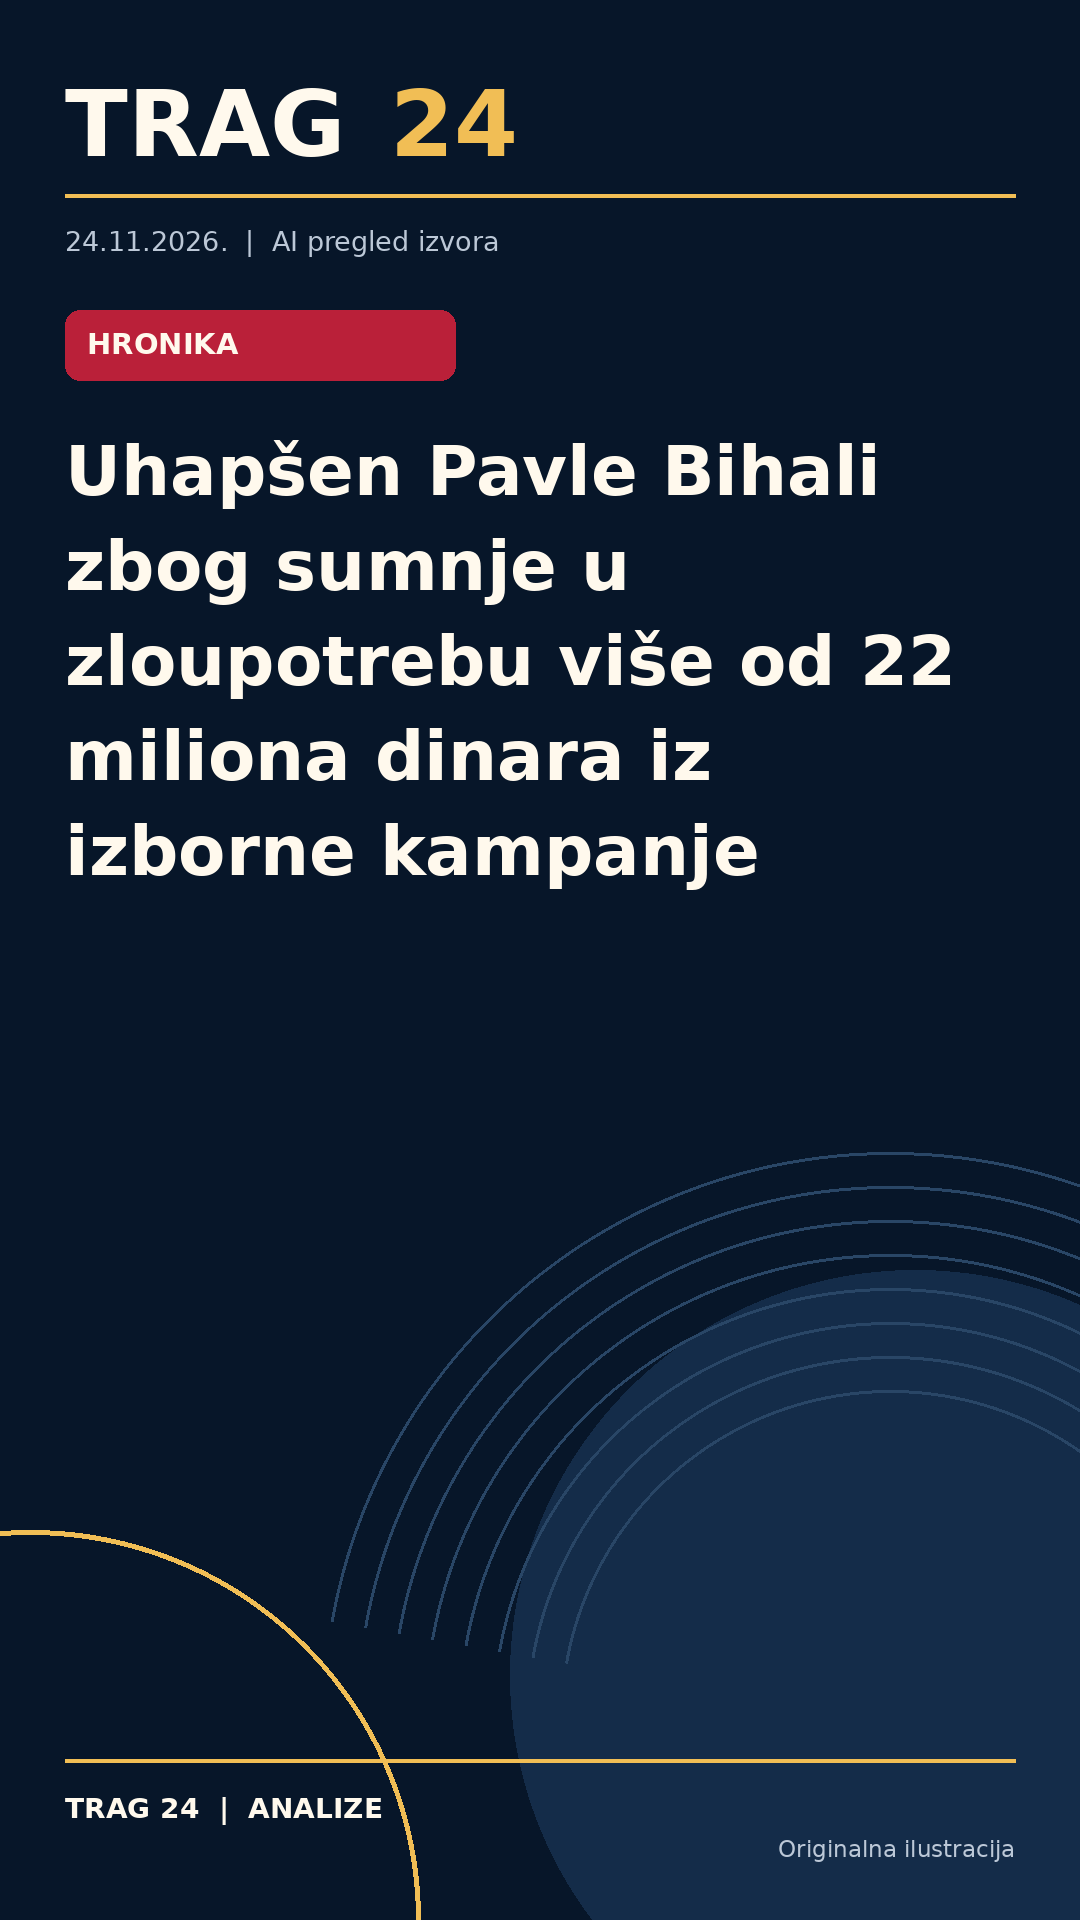 TRAG 24
24.11.2026. | AI pregled izvora
HRONIKA
Uhapšen Pavle Bihali
zbog sumnje u
zloupotrebu više od 22
miliona dinara iz
izborne kampanje
TRAG 24 | ANALIZE
Originalna ilustracija